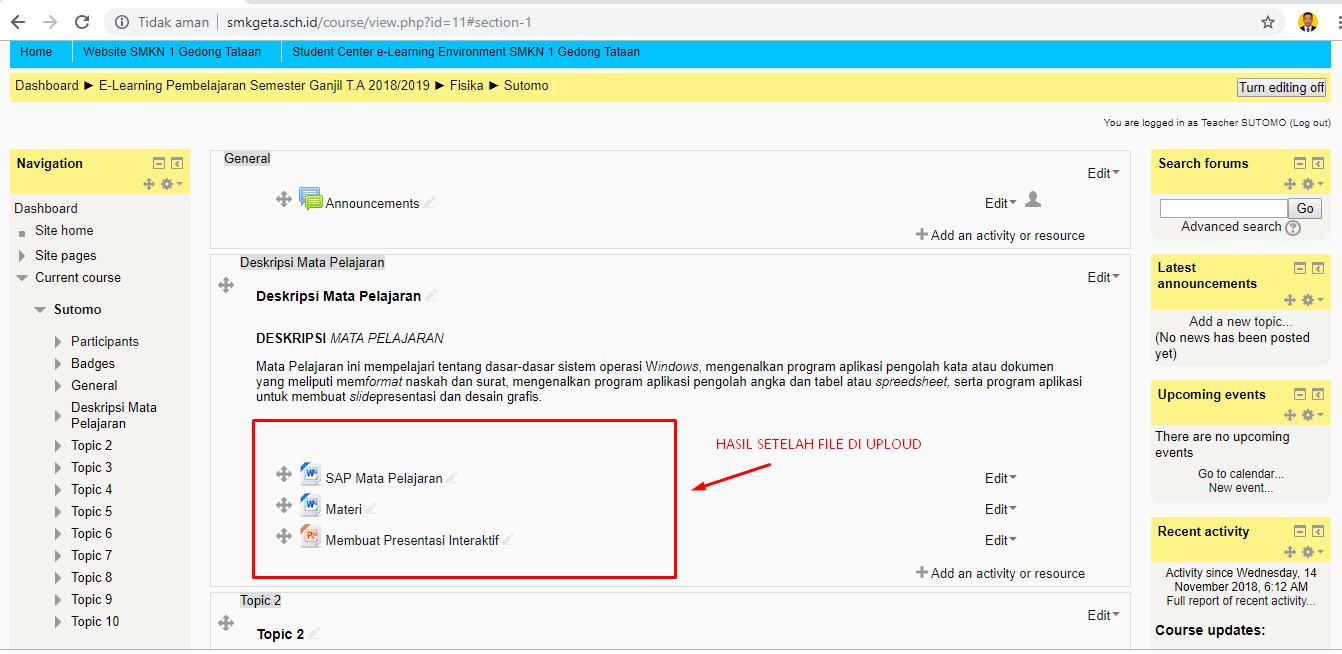 Tidak aman | smkgeta.sch.id/course/view.php?id=11#section-1
Home
Website SMKN 1 Gedong Tataan
Student Center e-Learning Environment SMKN 1 Gedong Tataan
Dashboard ► E-Learning Pembelajaran Semester Ganjil T.A 2018/2019 ► Fisika ► Sutomo
Turn editing off
You are logged in as Teacher SUTOMO (Log out)
Navigation
Dashboard
Site home
Site pages
Current course
Sutomo
Participants
Badges
General
Deskripsi Mata
Pelajaran
Topic 2
Topic 3
Topic 4
Topic 5
Topic 6
Topic 7
Topic 8
Topic 9
Topic 10
General
Edit
Announcements
Edit
Add an activity or resource
Deskripsi Mata Pelajaran
Edit
Deskripsi Mata Pelajaran
DESKRIPSI MATA PELAJARAN
Mata Pelajaran ini mempelajari tentang dasar-dasar sistem operasi Windows, mengenalkan program aplikasi pengolah kata atau dokumen
yang meliputi memformat naskah dan surat, mengenalkan program aplikasi pengolah angka dan tabel atau spreedsheet, serta program aplikasi
untuk membuat slidepresentasi dan desain grafis.
HASIL SETELAH FILE DI UPLOUD
SAP Mata Pelajaran
Edit
Materi
Edit
Membuat Presentasi Interaktif
Edit
Add an activity or resource
Topic 2
Edit
Topic 2
Search forums
Go
Advanced search
Latest
announcements
Add a new topic...
(No news has been posted
yet)
Upcoming events
There are no upcoming
events
Go to calendar...
New event...
Recent activity
Activity since Wednesday, 14
November 2018, 6:12 AM
Full report of recent activity...
Course updates: